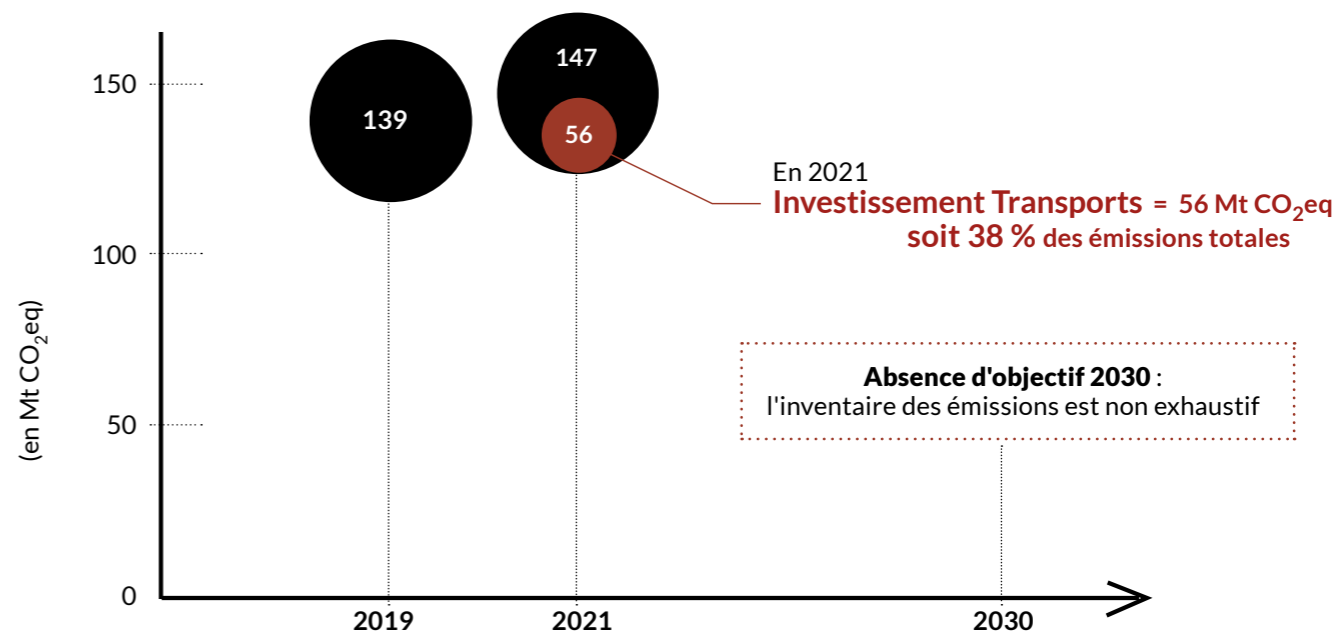 (en Mt CO₂eq)
150
100
50
0
139
147
56
En 2021
Investissement Transports = 56 Mt CO₂eq
soit 38 % des émissions totales
Absence d'objectif 2030 :
l'inventaire des émissions est non exhaustif
2019
2021
2030